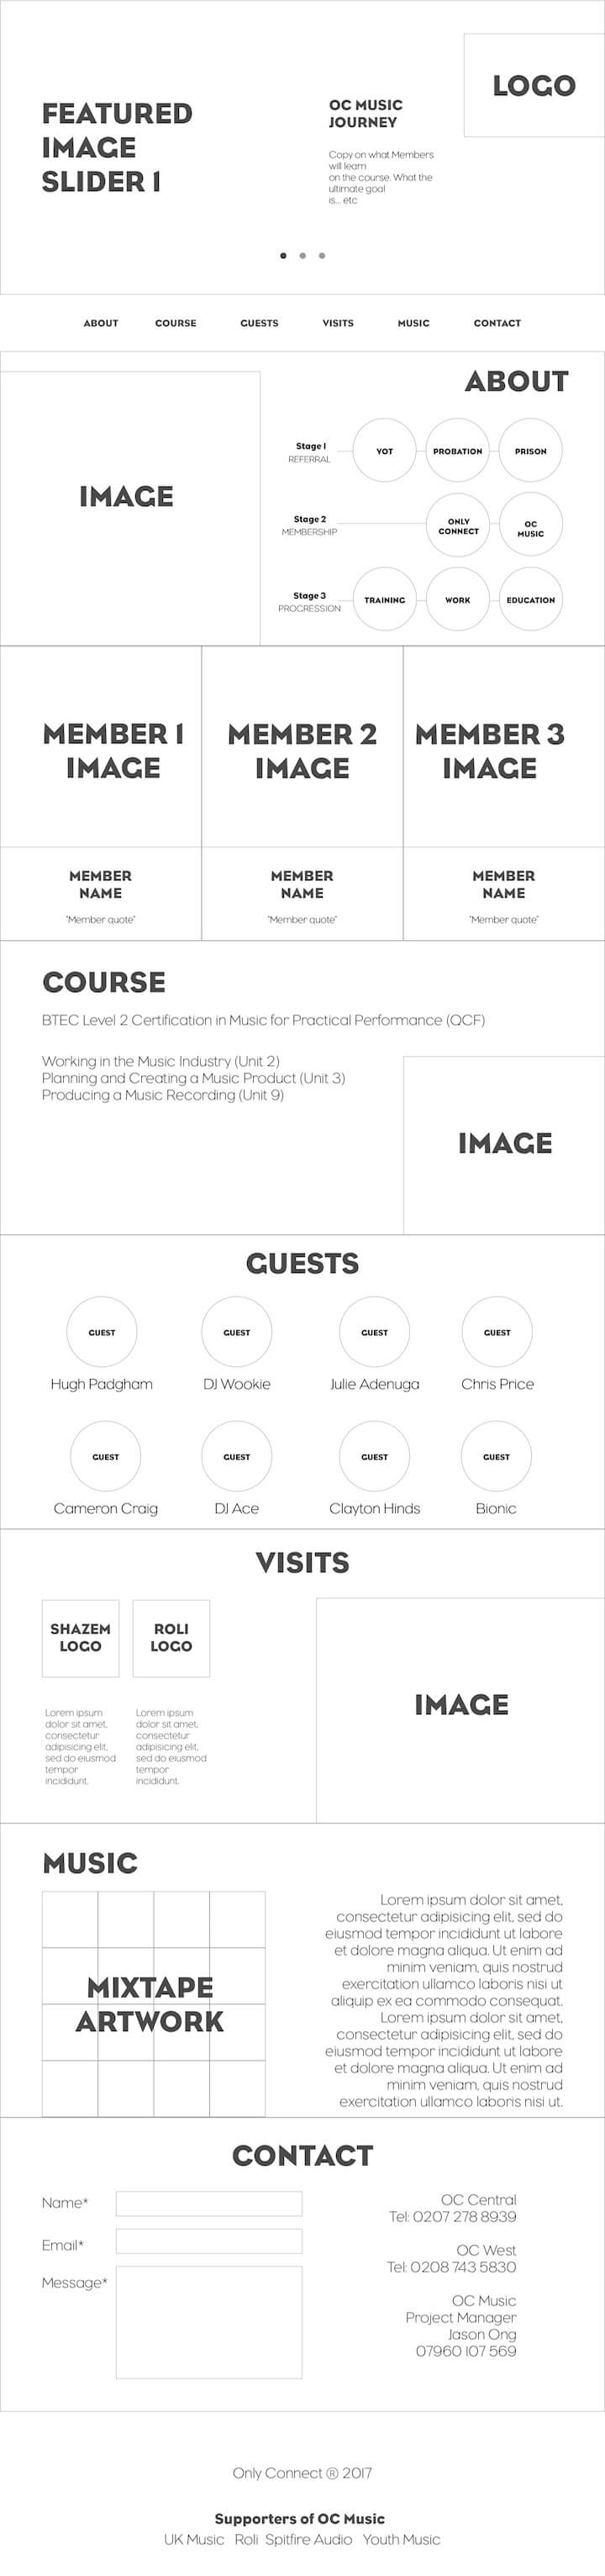 FEATURED
IMAGE
SLIDER 1
OC MUSIC
JOURNEY
Copy on what Members
will learn
on the course. What the
ultimate goal
is... etc
LOGO
ABOUT COURSE GUESTS VISITS MUSIC CONTACT
ABOUT
IMAGE
Stage 1
REFERRAL
YOT PROBATION PRISON
Stage 2
MEMBERSHIP
ONLY
CONNECT
OC
MUSIC
Stage 3
PROGRESSION
TRAINING WORK EDUCATION
MEMBER 1
IMAGE
MEMBER 2
IMAGE
MEMBER 3
IMAGE
MEMBER
NAME
"Member quote"
MEMBER
NAME
"Member quote"
MEMBER
NAME
"Member quote"
COURSE
BTEC Level 2 Certification in Music for Practical Performance (QCF)
Working in the Music Industry (Unit 2)
Planning and Creating a Music Product (Unit 3)
Producing a Music Recording (Unit 9)
IMAGE
GUESTS
GUEST GUEST GUEST GUEST
Hugh Padgham DJ Wookie Julie Adenuga Chris Price
GUEST GUEST GUEST GUEST
Cameron Craig DJ Ace Clayton Hinds Bionic
VISITS
SHAZEM
LOGO
ROLI
LOGO
Lorem ipsum
dolor sit amet,
consectetur
adipisicing elit,
sed do eiusmod
tempor
incididunt.
Lorem ipsum
dolor sit amet,
consectetur
adipisicing elit,
sed do eiusmod
tempor
incididunt.
IMAGE
MUSIC
MIXTAPE
ARTWORK
Lorem ipsum dolor sit amet,
consectetur adipisicing elit, sed do
eiusmod tempor incididunt ut labore
et dolore magna aliqua. Ut enim ad
minim veniam, quis nostrud
exercitation ullamco laboris nisi ut
aliquip ex ea commodo consequat.
Lorem ipsum dolor sit amet,
consectetur adipisicing elit, sed do
eiusmod tempor incididunt ut labore
et dolore magna aliqua. Ut enim ad
minim veniam, quis nostrud
exercitation ullamco laboris nisi ut.
CONTACT
Name*
Email*
Message*
OC Central
Tel: 0207 278 8939
OC West
Tel: 0208 743 5830
OC Music
Project Manager
Jason Ong
07960 107 569
Only Connect ® 2017
Supporters of OC Music
UK Music Roli Spitfire Audio Youth Music